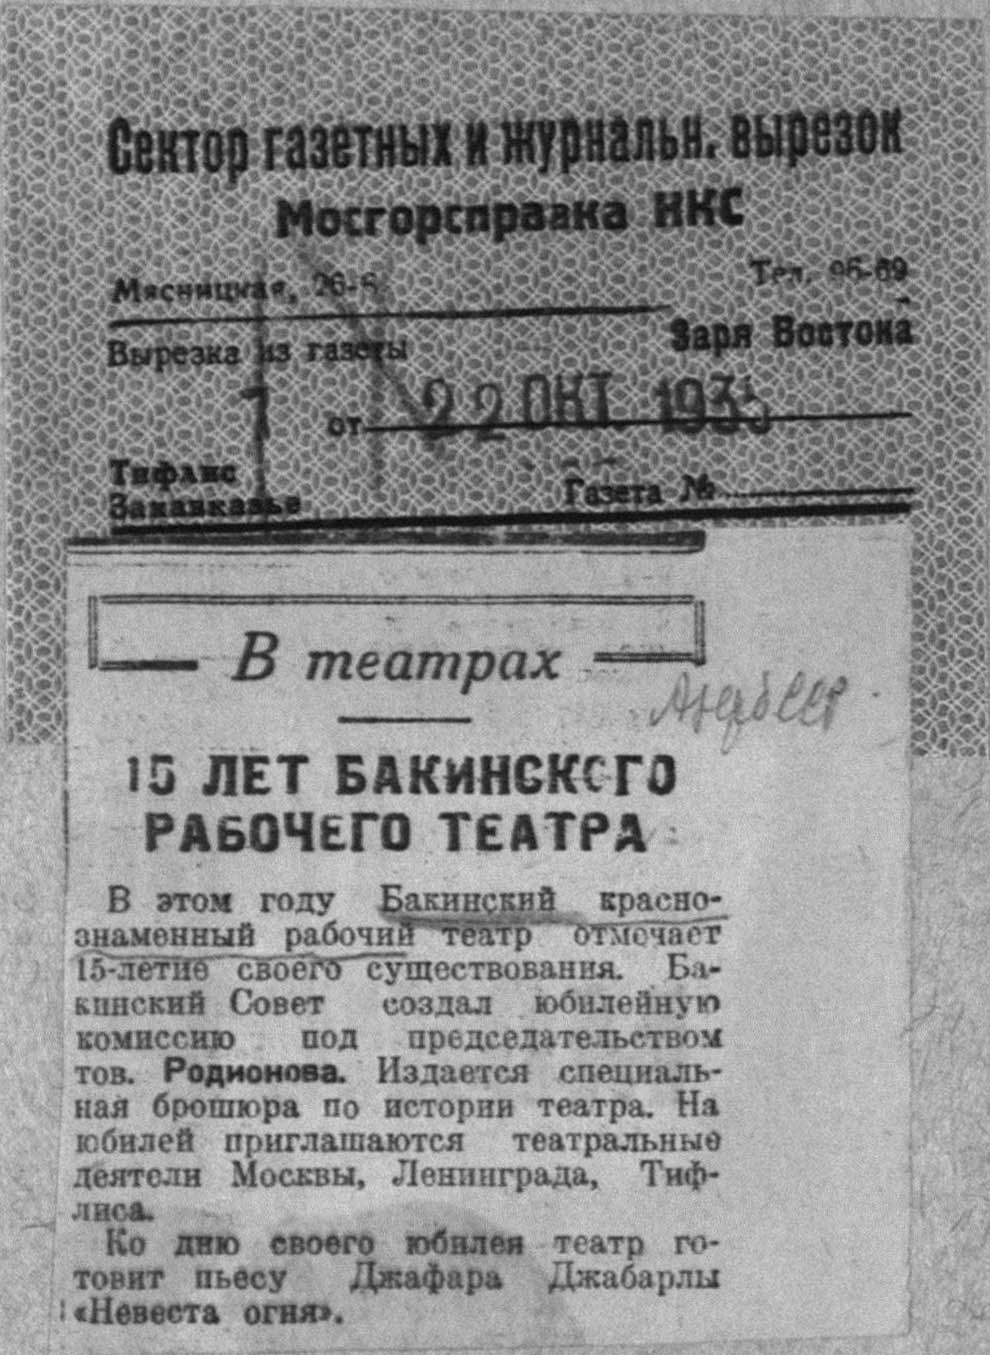 Сектор газетных и журнальн. вырезок
Мосгорсправка НКС
Мясницкая, 26-Б
Тел. 96-69
Вырезка из газеты
Заря Востока
от 22 ОКТ 1935
Тифлис
Закавказье
Газета №
В театрах
АзербССР
15 ЛЕТ БАКИНСКОГО
РАБОЧЕГО ТЕАТРА
В этом году Бакинский красно-
знаменный рабочий театр отмечает
15-летие своего существования. Ба-
кинский Совет создал юбилейную
комиссию под председательством
тов. Родионова. Издается специаль-
ная брошюра по истории театра. На
юбилей приглашаются театральные
деятели Москвы, Ленинграда, Тиф-
лиса.
Ко дню своего юбилея театр го-
товит пьесу Джафара Джабарлы
«Невеста огня».